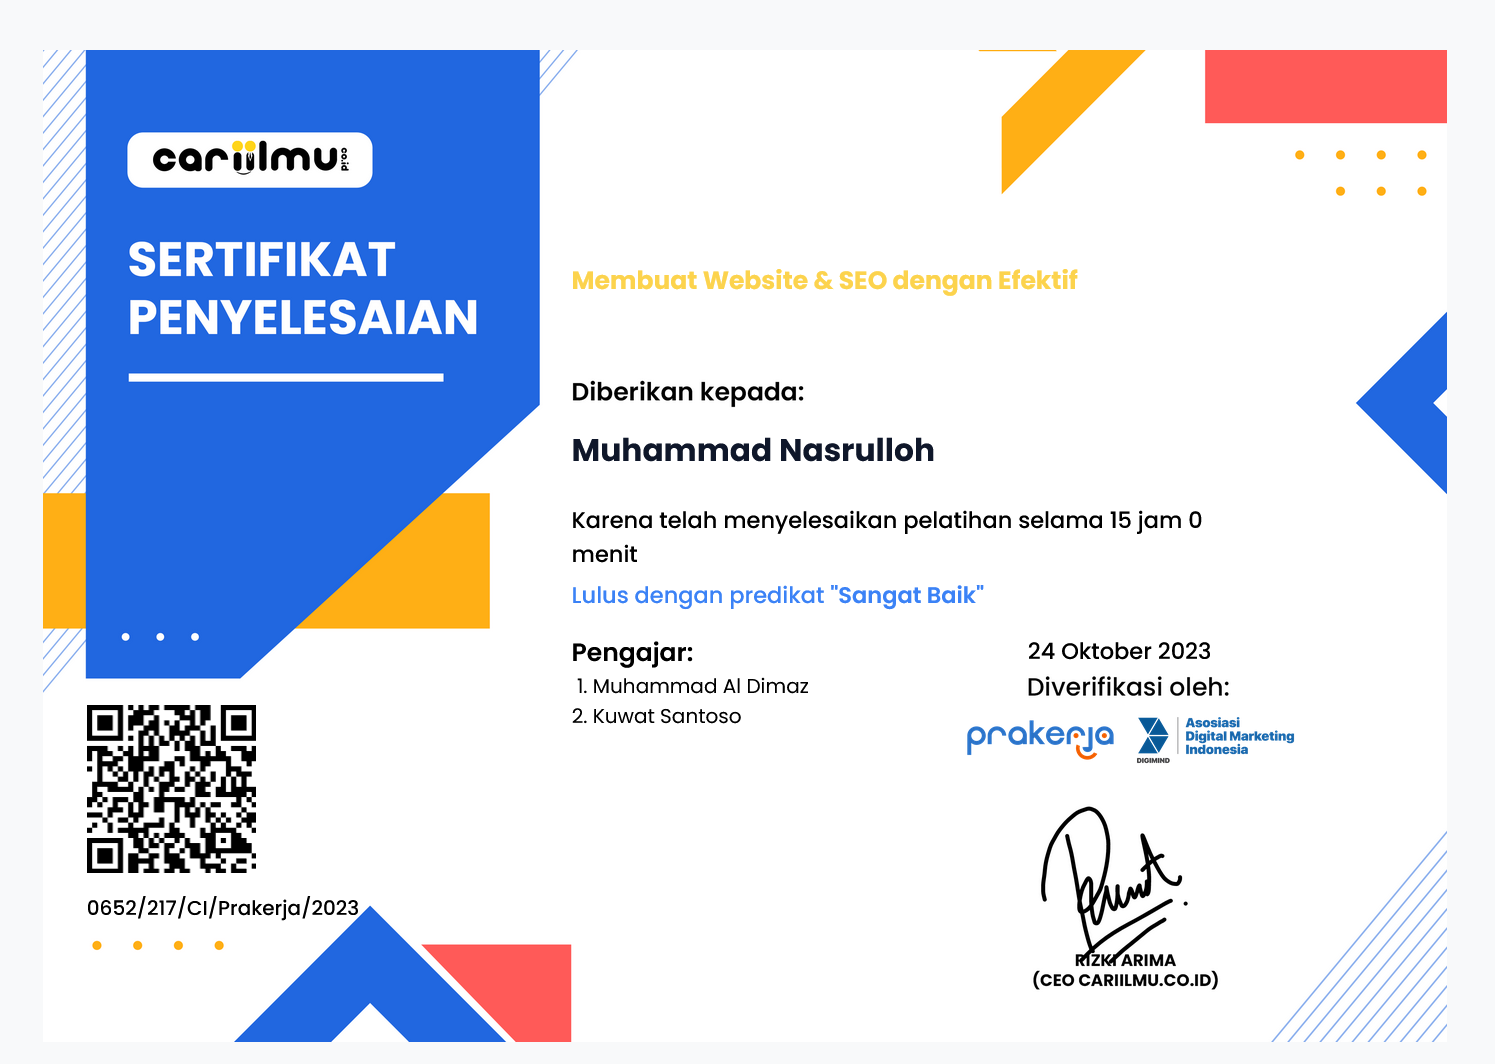 cariilmu co.id
SERTIFIKAT
PENYELESAIAN
Membuat Website & SEO dengan Efektif
Diberikan kepada:
Muhammad Nasrulloh
Karena telah menyelesaikan pelatihan selama 15 jam 0
menit
Lulus dengan predikat "Sangat Baik"
Pengajar:
1. Muhammad Al Dimaz
2. Kuwat Santoso
24 Oktober 2023
Diverifikasi oleh:
prakerja
DIGIMIND
Asosiasi
Digital Marketing
Indonesia
RIZKI ARIMA
(CEO CARIILMU.CO.ID)
0652/217/CI/Prakerja/2023